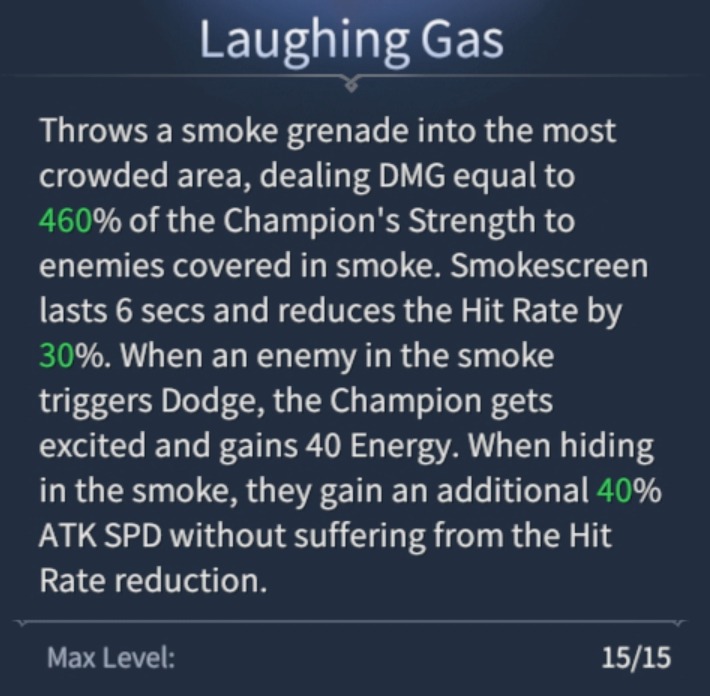 Laughing Gas
Throws a smoke grenade into the most
crowded area, dealing DMG equal to
460% of the Champion's Strength to
enemies covered in smoke. Smokescreen
lasts 6 secs and reduces the Hit Rate by
30%. When an enemy in the smoke
triggers Dodge, the Champion gets
excited and gains 40 Energy. When hiding
in the smoke, they gain an additional 40%
ATK SPD without suffering from the Hit
Rate reduction.
Max Level: 15/15